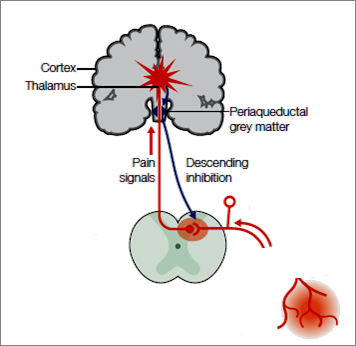 Cortex
Thalamus
Periaqueductal
grey matter
Pain
signals
Descending
inhibition